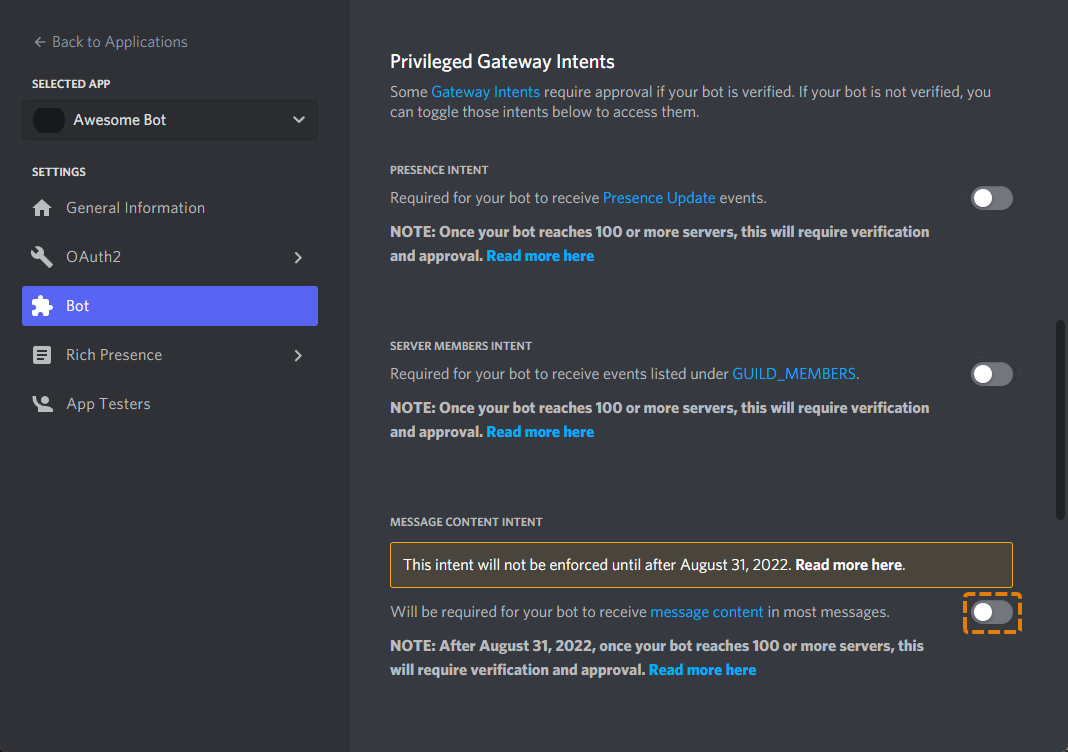 Back to Applications
SELECTED APP
Awesome Bot
SETTINGS
General Information
OAuth2
Bot
Rich Presence
App Testers
Privileged Gateway Intents
Some Gateway Intents require approval if your bot is verified. If your bot is not verified, you
can toggle those intents below to access them.
PRESENCE INTENT
Required for your bot to receive Presence Update events.
NOTE: Once your bot reaches 100 or more servers, this will require verification
and approval. Read more here
SERVER MEMBERS INTENT
Required for your bot to receive events listed under GUILD_MEMBERS.
NOTE: Once your bot reaches 100 or more servers, this will require verification
and approval. Read more here
MESSAGE CONTENT INTENT
This intent will not be enforced until after August 31, 2022. Read more here.
Will be required for your bot to receive message content in most messages.
NOTE: After August 31, 2022, once your bot reaches 100 or more servers, this
will require verification and approval. Read more here